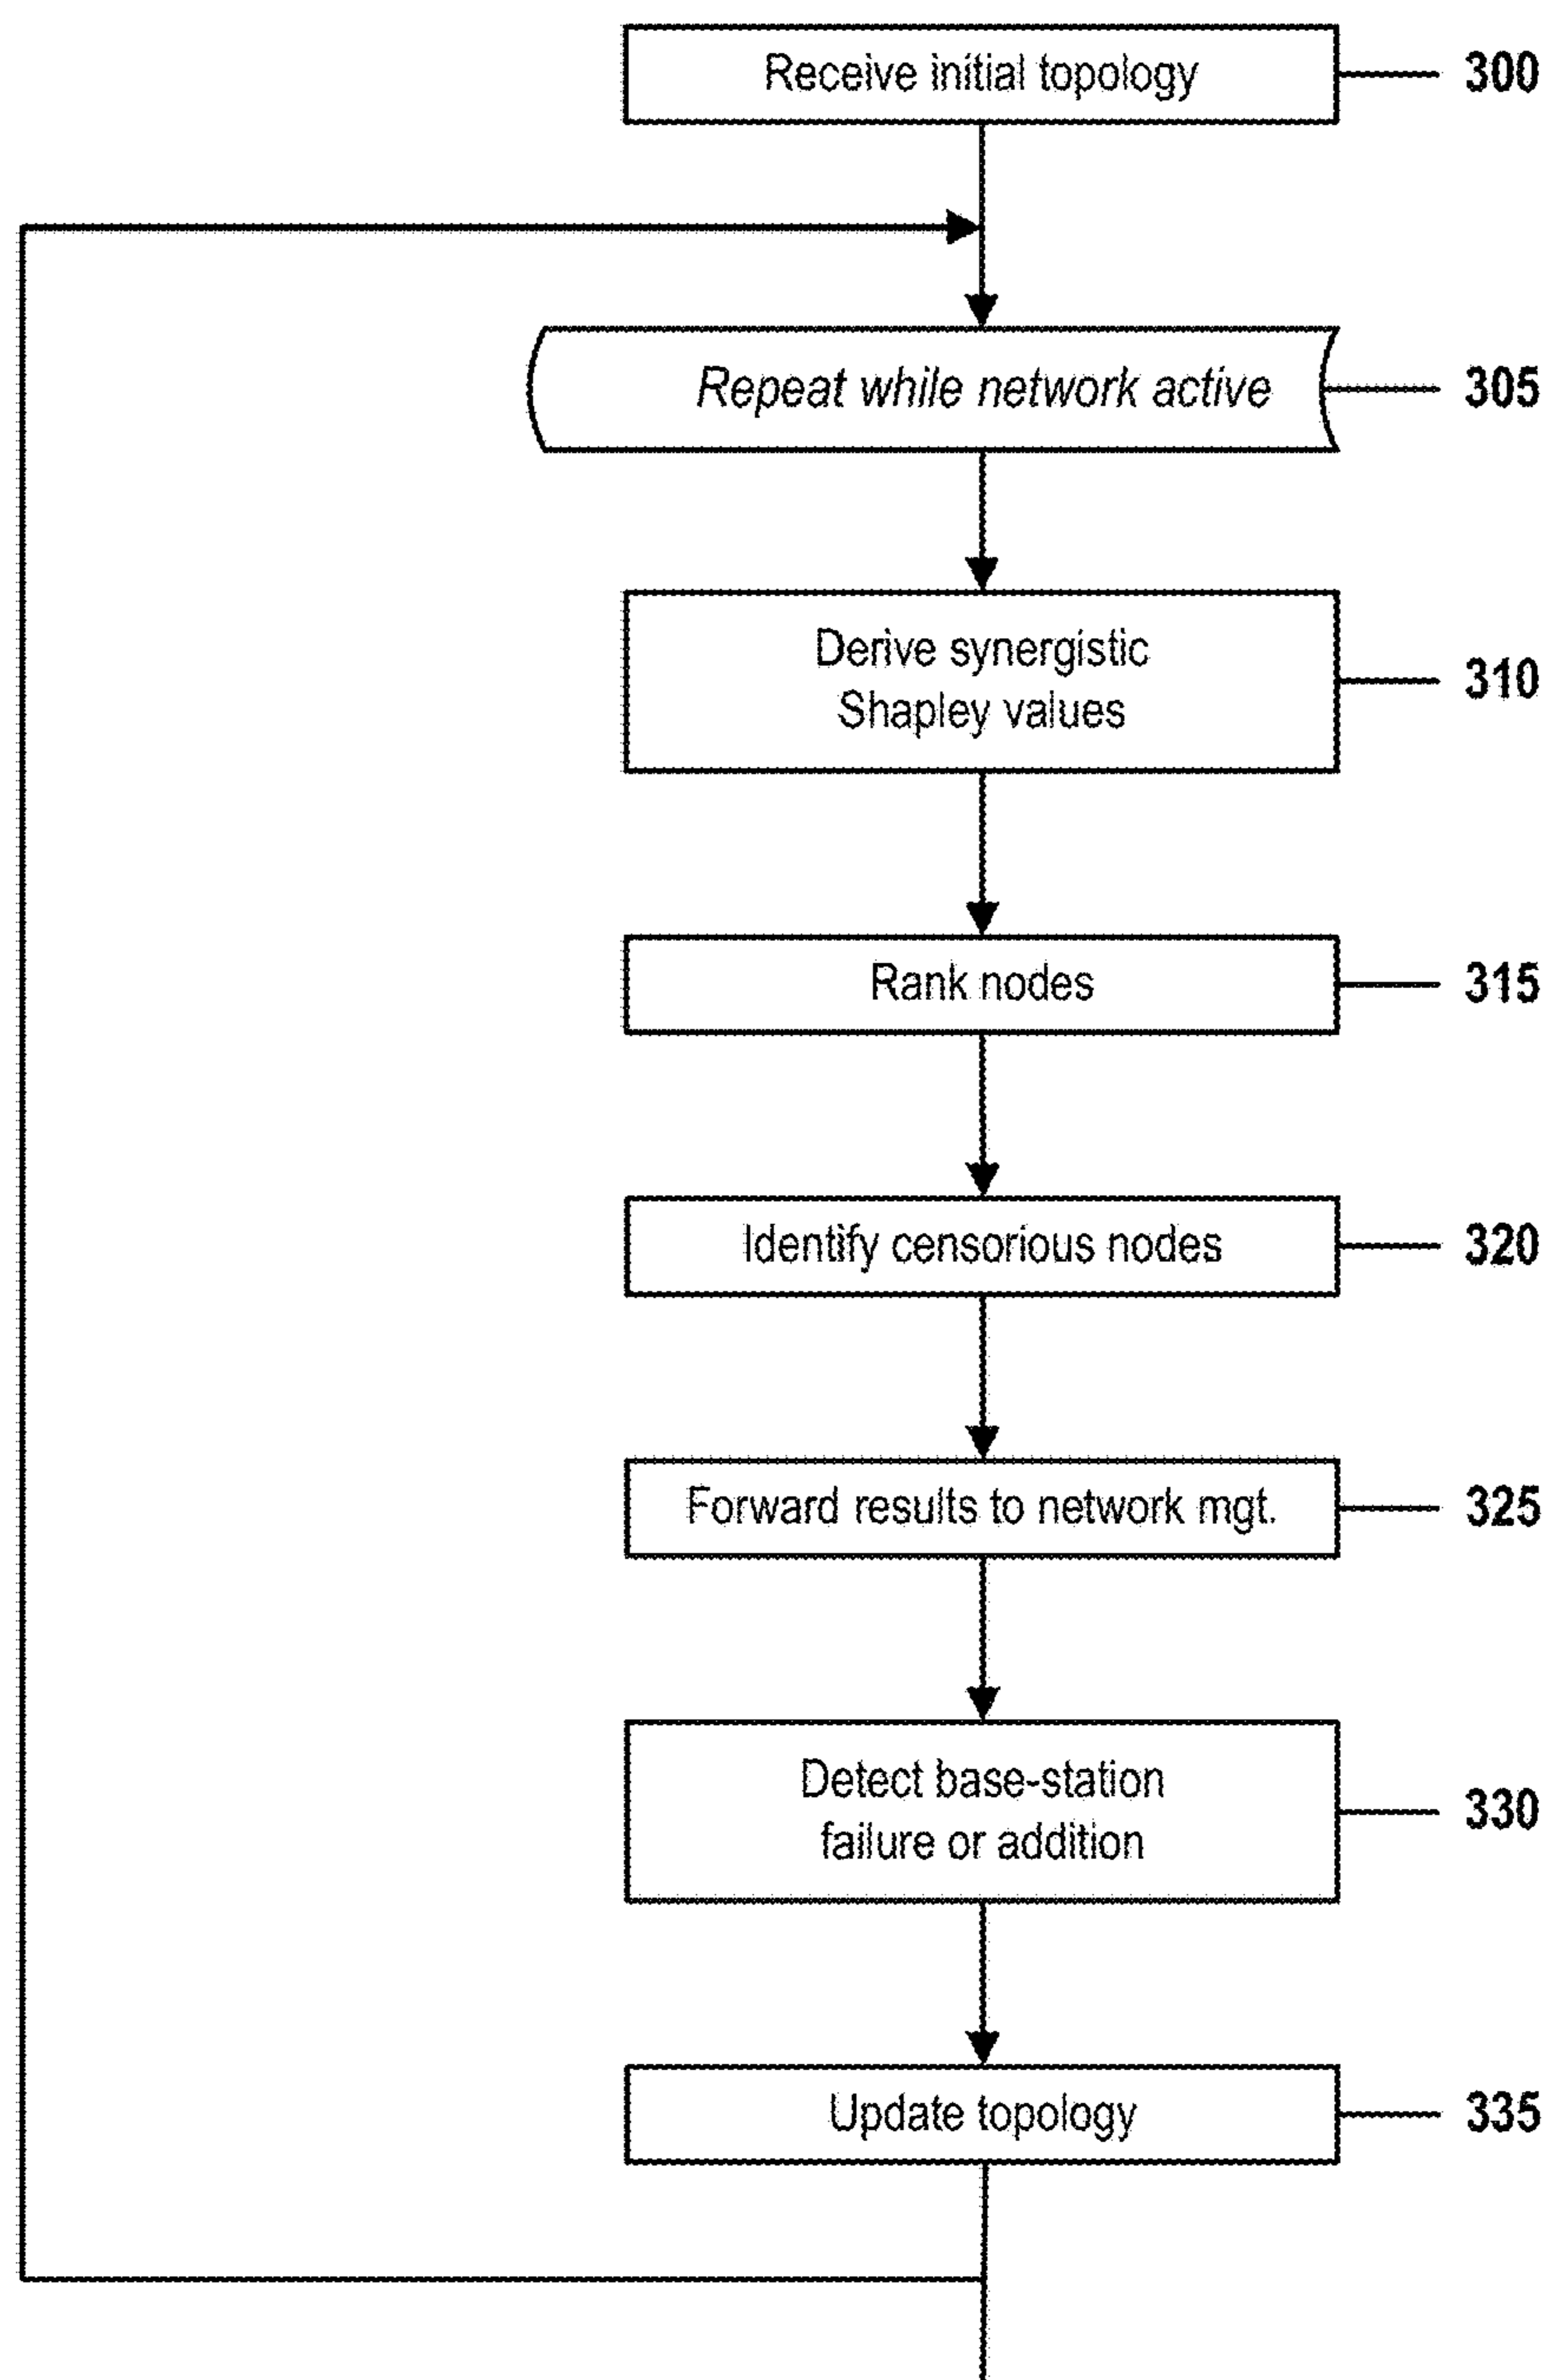 Receive initial topology
300
Repeat while network active
305
Derive synergistic
Shapley values
310
Rank nodes
315
Identify censorious nodes
320
Forward results to network mgt.
325
Detect base-station
failure or addition
330
Update topology
335